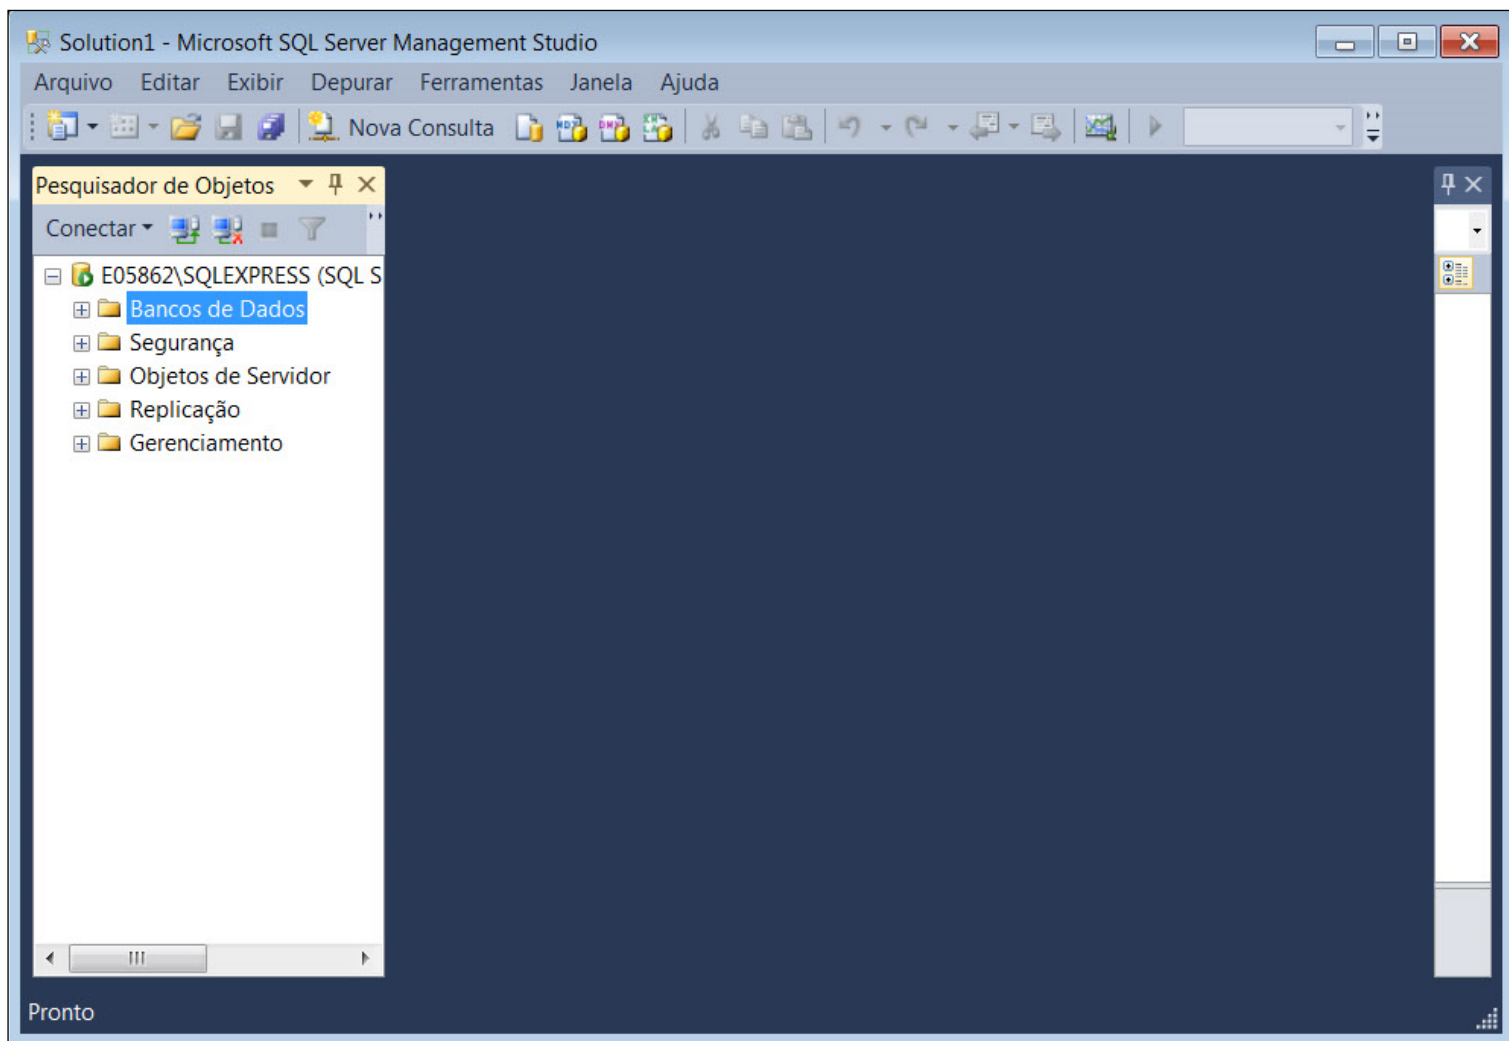 Solution1 - Microsoft SQL Server Management Studio
Arquivo Editar Exibir Depurar Ferramentas Janela Ajuda
Nova Consulta
Pesquisador de Objetos
Conectar
E05862\SQLEXPRESS (SQL S
Bancos de Dados
Segurança
Objetos de Servidor
Replicação
Gerenciamento
Pronto